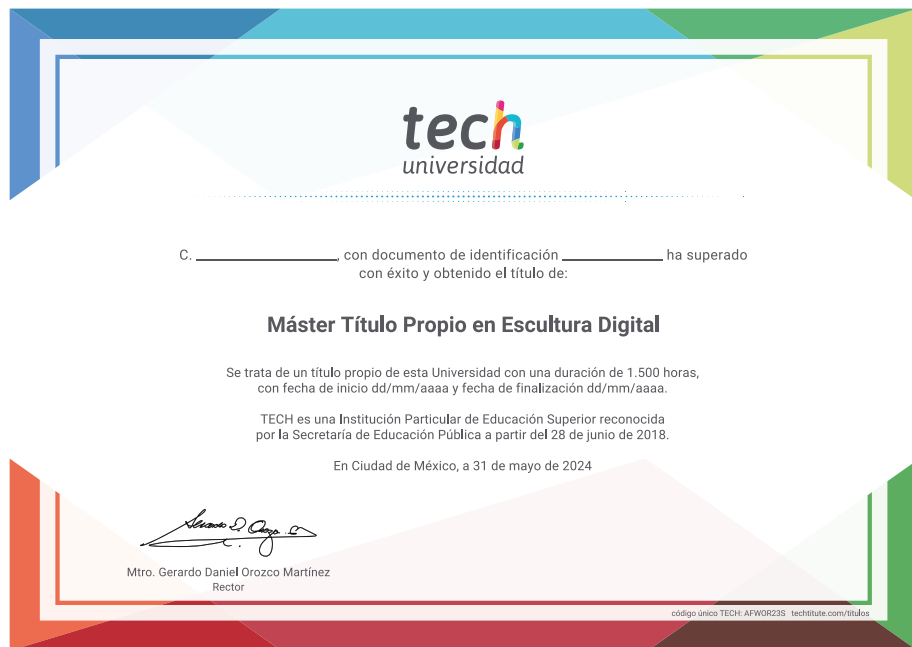 tech
universidad
C. ____________, con documento de identificación ____________ ha superado
con éxito y obtenido el título de:
Máster Título Propio en Escultura Digital
Se trata de un título propio de esta Universidad con una duración de 1.500 horas,
con fecha de inicio dd/mm/aaaa y fecha de finalización dd/mm/aaaa.
TECH es una Institución Particular de Educación Superior reconocida
por la Secretaría de Educación Pública a partir del 28 de junio de 2018.
En Ciudad de México, a 31 de mayo de 2024
Mtro. Gerardo Daniel Orozco Martínez
Rector
código único TECH: AFWOR23S techtitute.com/titulos